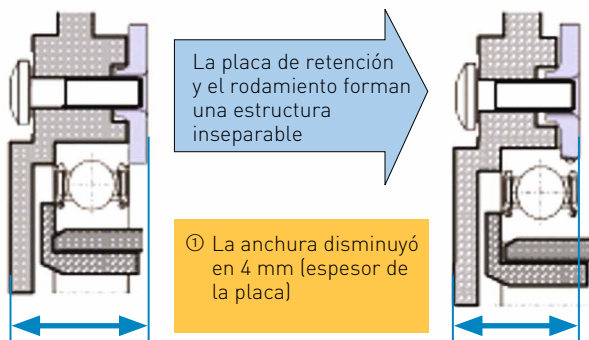 La placa de retención
y el rodamiento forman
una estructura
inseparable
① La anchura disminuyó
en 4 mm (espesor de
la placa)